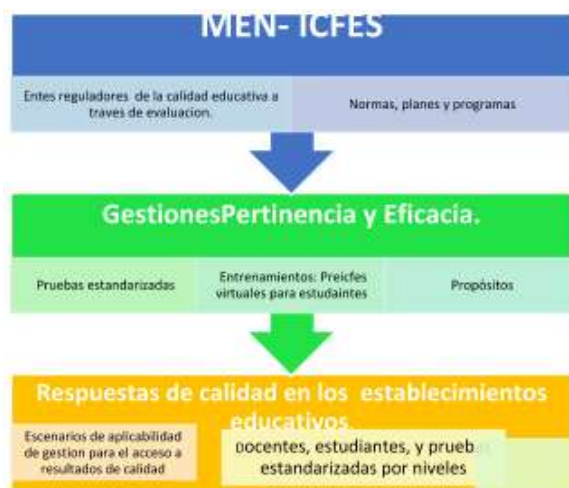 MEN- ICFES
Entes reguladores de la calidad educativa a
traves de evaluacion.
Normas, planes y programas
GestionesPertinencia y Eficacia.
Pruebas estandarizadas
Entrenamientos: Preicfes
virtuales para estudaintes
Propósitos
Respuestas de calidad en los establecimientos
educativos.
Escenarios de aplicabilidad
de gestion para el acceso a
resultados de calidad
Docentes, estudiantes, y
estandarizadas por niveles